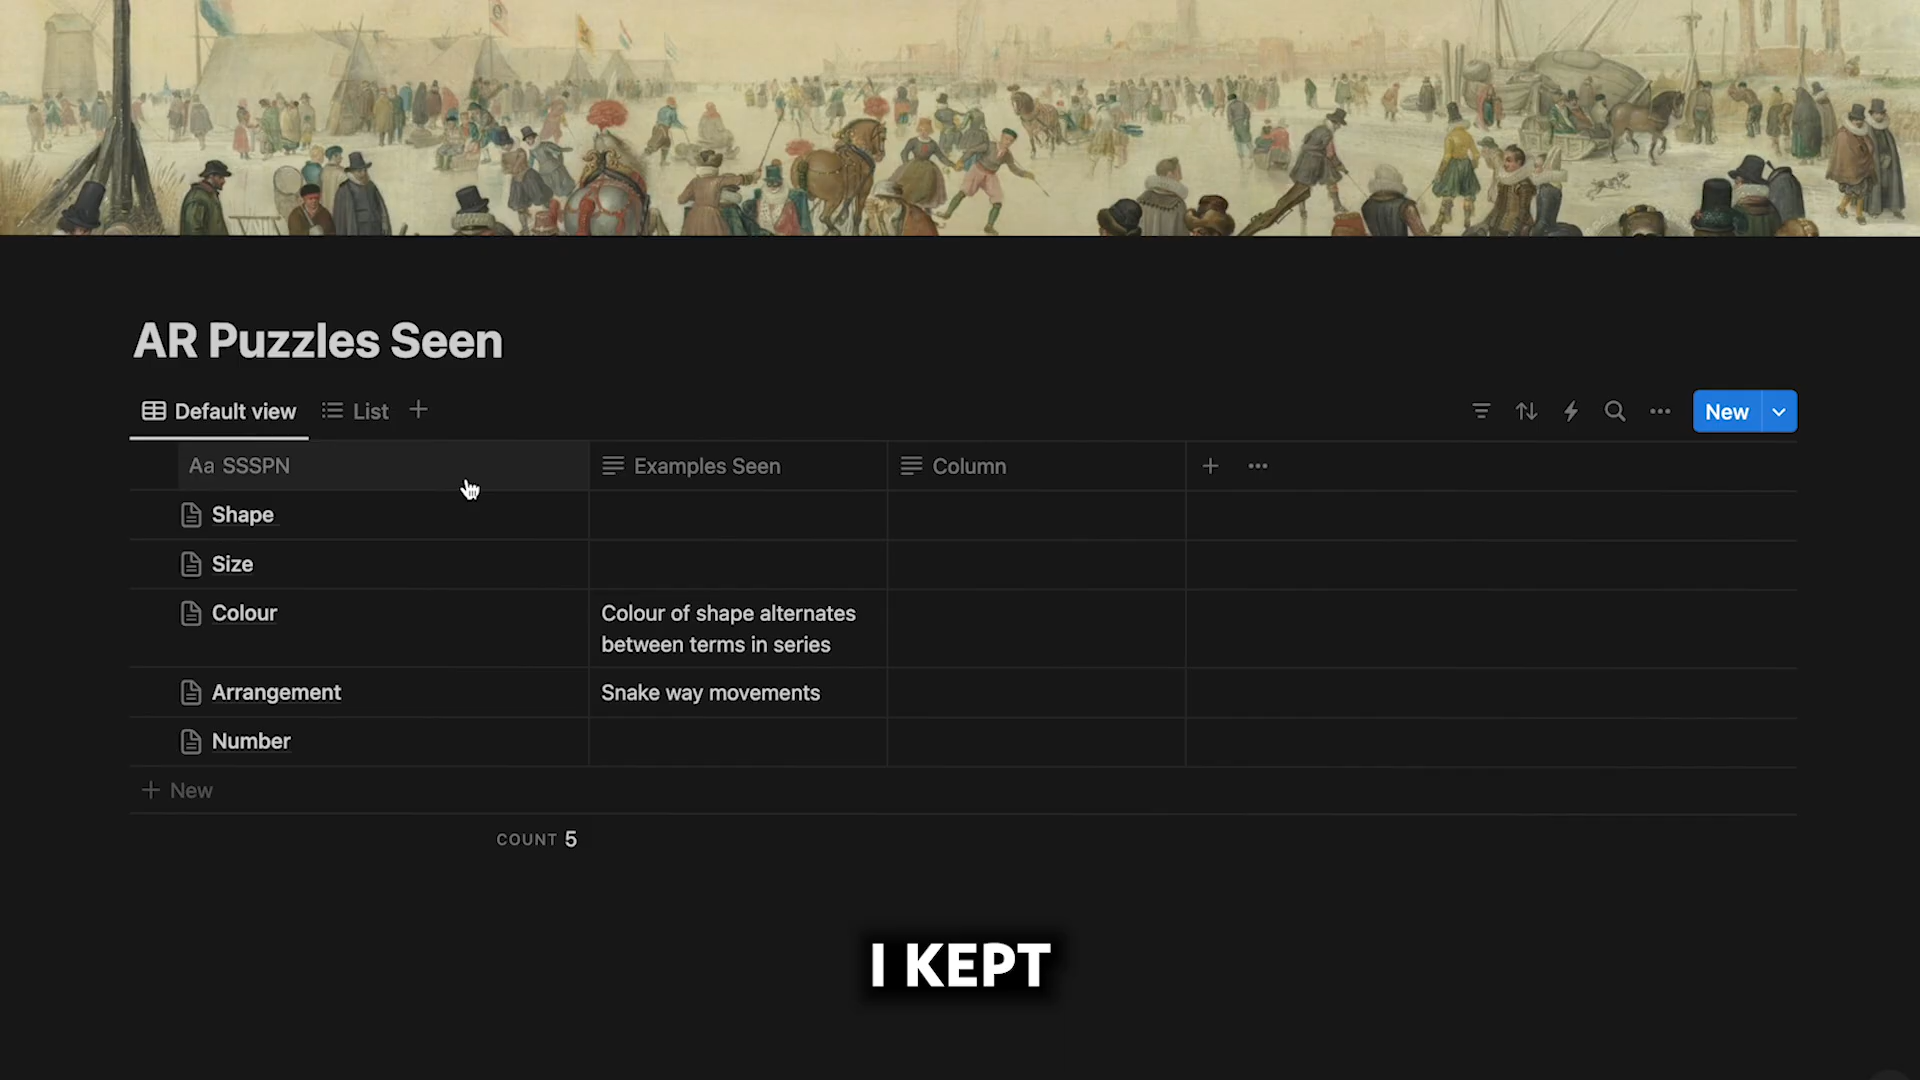 AR Puzzles Seen
Default view
List
New
Aa SSSPN
Examples Seen
Column
Shape
Size
Colour
Colour of shape alternates
between terms in series
Arrangement
Snake way movements
Number
New
COUNT 5
I KEPT